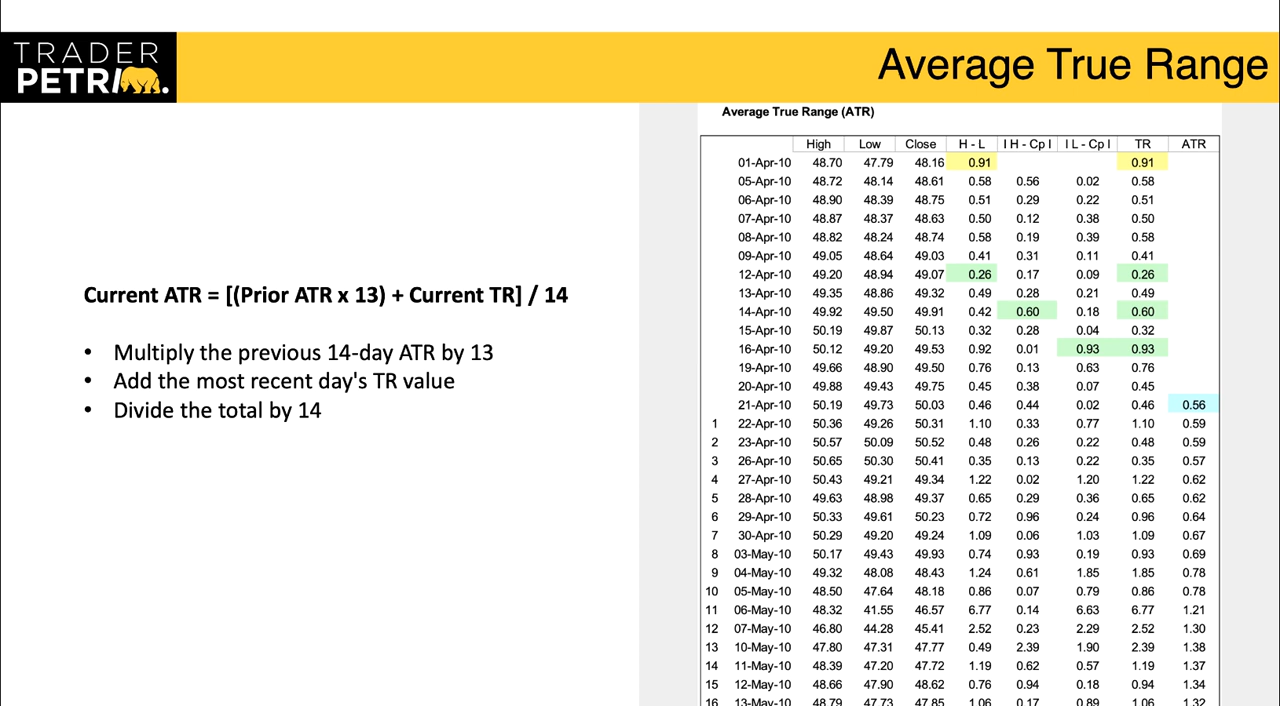 TRADER
PETRI.
Average True Range
Current ATR = [(Prior ATR x 13) + Current TR] / 14
• Multiply the previous 14-day ATR by 13
• Add the most recent day's TR value
• Divide the total by 14
Average True Range (ATR)
High Low Close H - L I H - Cp I I L - Cp I TR ATR
01-Apr-10 48.70 47.79 48.16 0.91 0.91
05-Apr-10 48.72 48.14 48.61 0.58 0.56 0.02 0.58
06-Apr-10 48.90 48.39 48.75 0.51 0.29 0.22 0.51
07-Apr-10 48.87 48.37 48.63 0.50 0.12 0.38 0.50
08-Apr-10 48.82 48.24 48.74 0.58 0.19 0.39 0.58
09-Apr-10 49.05 48.64 49.03 0.41 0.31 0.11 0.41
12-Apr-10 49.20 48.94 49.07 0.26 0.17 0.09 0.26
13-Apr-10 49.35 48.86 49.32 0.49 0.28 0.21 0.49
14-Apr-10 49.92 49.50 49.91 0.42 0.60 0.18 0.60
15-Apr-10 50.19 49.87 50.13 0.32 0.28 0.04 0.32
16-Apr-10 50.12 49.20 49.53 0.92 0.01 0.93 0.93
19-Apr-10 49.66 48.90 49.50 0.76 0.13 0.63 0.76
20-Apr-10 49.88 49.43 49.75 0.45 0.38 0.07 0.45
21-Apr-10 50.19 49.73 50.03 0.46 0.44 0.02 0.46 0.56
1 22-Apr-10 50.36 49.26 50.31 1.10 0.33 0.77 1.10 0.59
2 23-Apr-10 50.57 50.09 50.52 0.48 0.26 0.22 0.48 0.59
3 26-Apr-10 50.65 50.30 50.41 0.35 0.13 0.22 0.35 0.57
4 27-Apr-10 50.43 49.21 49.34 1.22 0.02 1.20 1.22 0.62
5 28-Apr-10 49.63 48.98 49.37 0.65 0.29 0.36 0.65 0.62
6 29-Apr-10 50.33 49.61 50.23 0.72 0.96 0.24 0.96 0.64
7 30-Apr-10 50.29 49.20 49.24 1.09 0.06 1.03 1.09 0.67
8 03-May-10 50.17 49.43 49.93 0.74 0.93 0.19 0.93 0.69
9 04-May-10 49.32 48.08 48.43 1.24 0.61 1.85 1.85 0.78
10 05-May-10 48.50 47.64 48.18 0.86 0.07 0.79 0.86 0.78
11 06-May-10 48.32 41.55 46.57 6.77 0.14 6.63 6.77 1.21
12 07-May-10 46.80 44.28 45.41 2.52 0.23 2.29 2.52 1.30
13 10-May-10 47.80 47.31 47.77 0.49 2.39 1.90 2.39 1.38
14 11-May-10 48.39 47.20 47.72 1.19 0.62 0.57 1.19 1.37
15 12-May-10 48.66 47.90 48.62 0.76 0.94 0.18 0.94 1.34
16 13-May-10 48.79 47.73 47.85 1.06 0.17 0.89 1.06 1.32